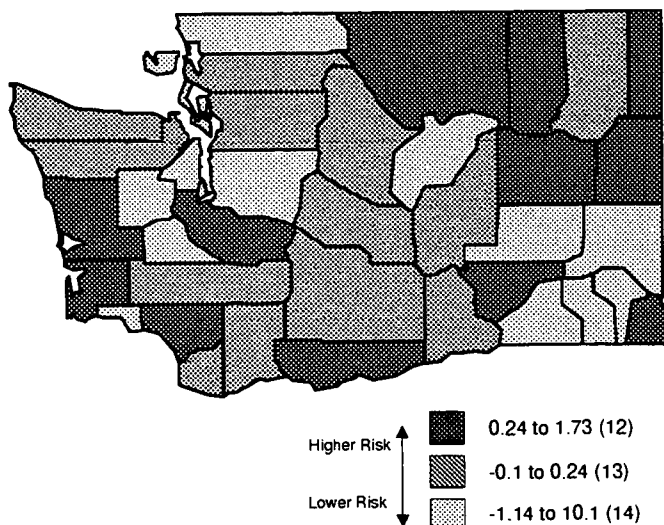 Higher Risk
0.24 to 1.73 (12)
-0.1 to 0.24 (13)
Lower Risk
-1.14 to 10.1 (14)